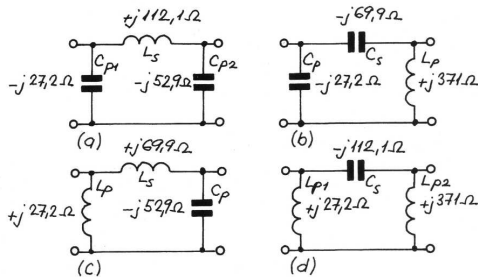 +j112,1Ω
Ls
Cp1
Cp2
-j27,2Ω
-j52,9Ω
(a)
-j69,9Ω
Cs
Cp
Lp
-j27,2Ω
+j371Ω
(b)
+j69,9Ω
Ls
Lp
Cp
+j27,2Ω
-j52,9Ω
(c)
-j112,1Ω
Cs
Lp1
Lp2
+j27,2Ω
+j371Ω
(d)